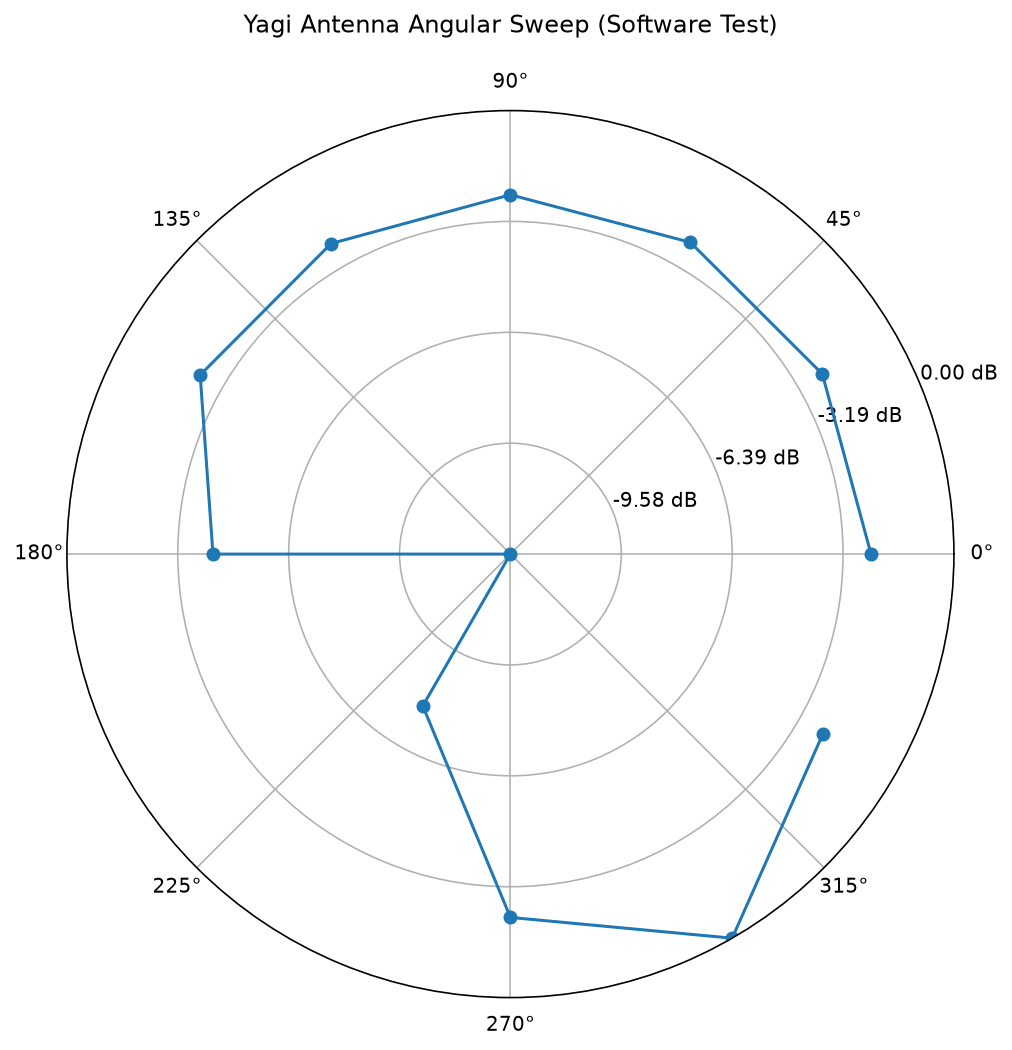 Yagi Antenna Angular Sweep (Software Test)
90°
135°
45°
0.00 dB
-3.19 dB
-6.39 dB
-9.58 dB
180°
0°
225°
315°
270°